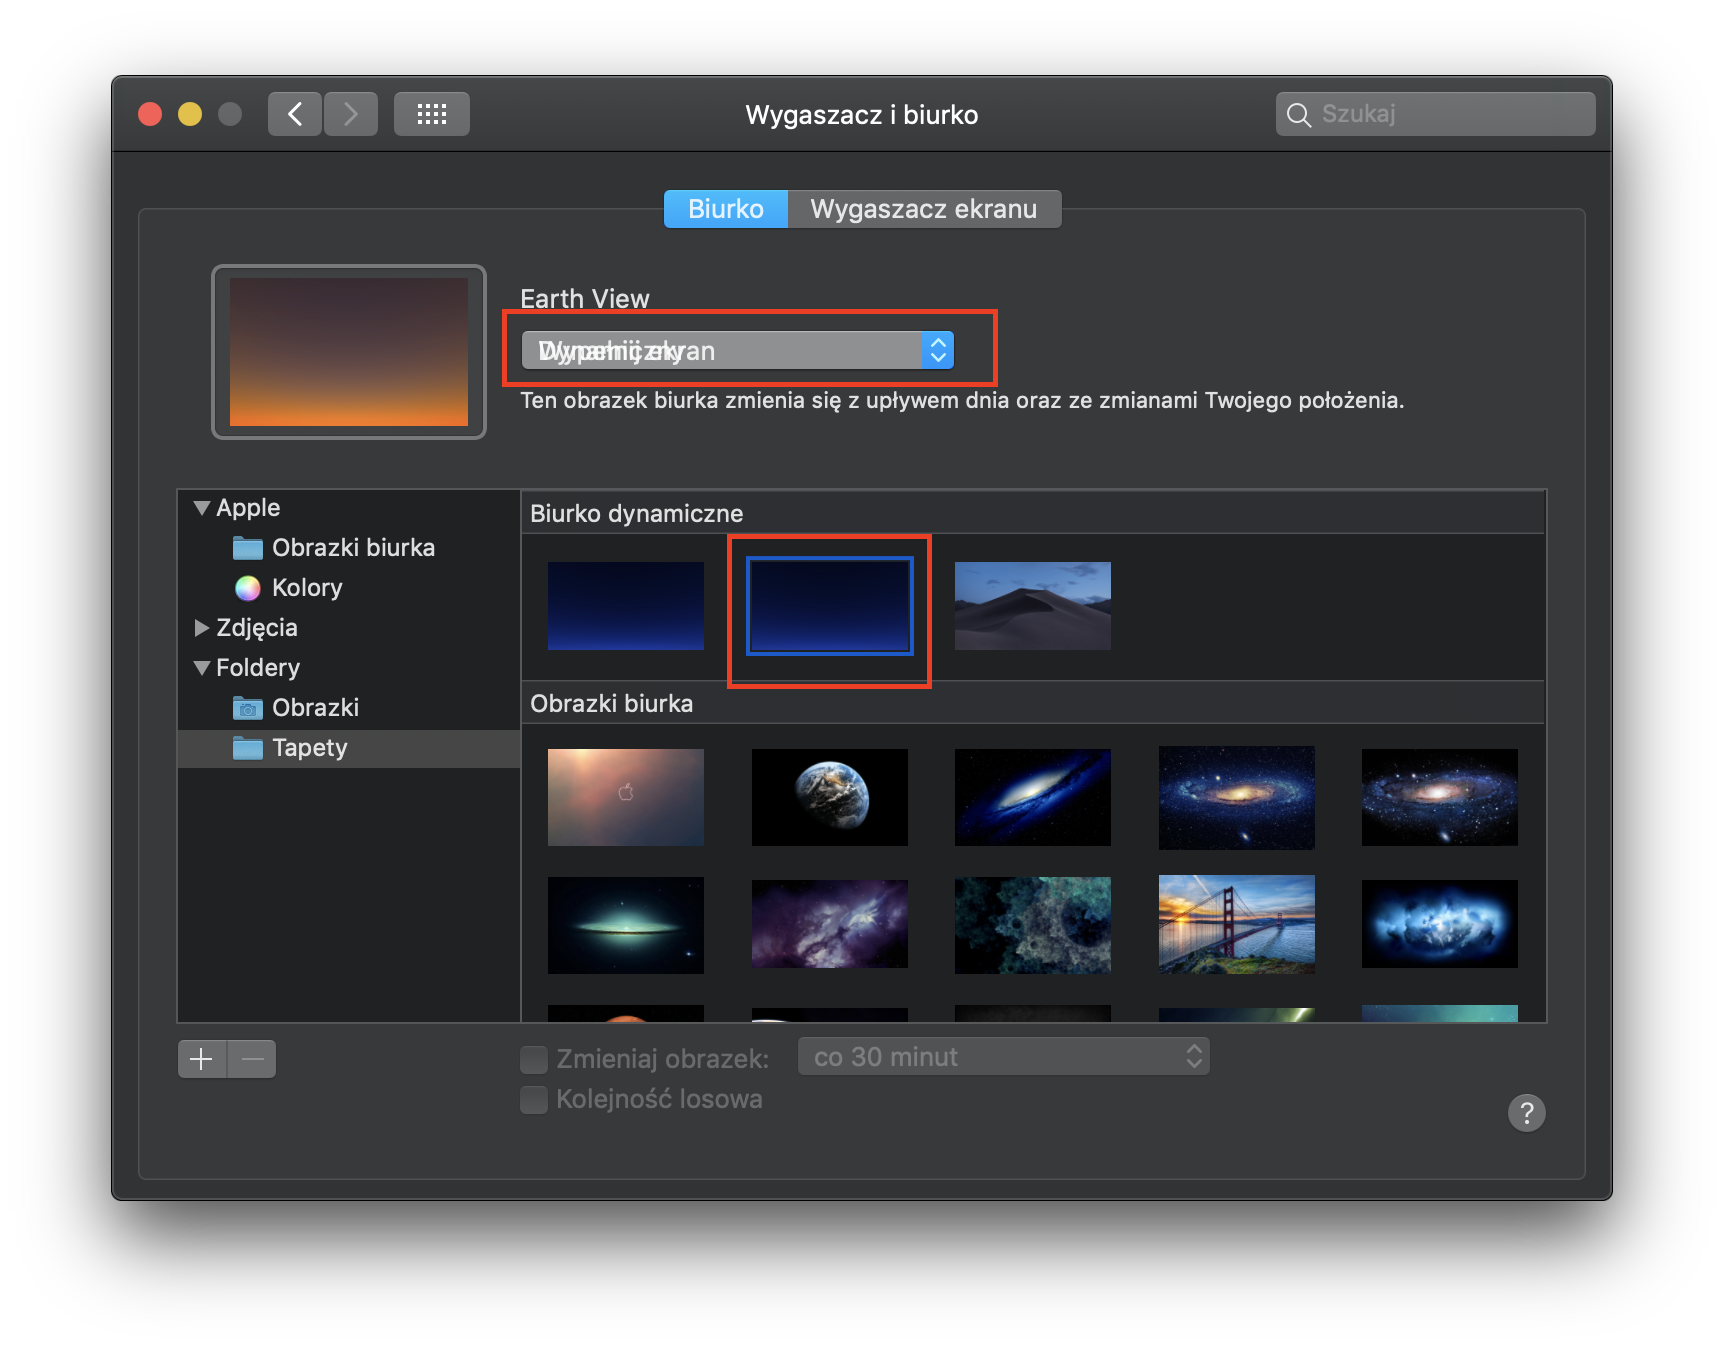 Wygaszacz i biurko
Szukaj
Biurko
Wygaszacz ekranu
Earth View
Dynamiczny
Wypełnij ekran
Ten obrazek biurka zmienia się z upływem dnia oraz ze zmianami Twojego położenia.
Apple
Obrazki biurka
Kolory
Zdjęcia
Foldery
Obrazki
Tapety
Biurko dynamiczne
Obrazki biurka
Zmieniaj obrazek:
co 30 minut
Kolejność losowa
?